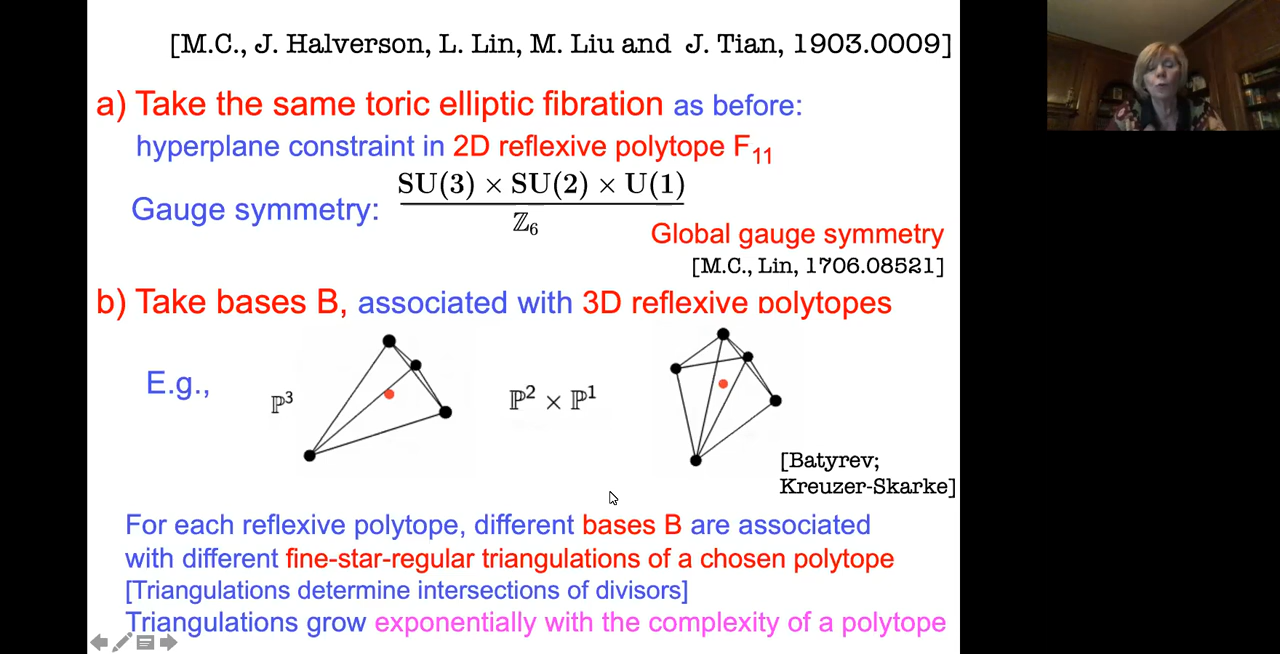 [M.C., J. Halverson, L. Lin, M. Liu and J. Tian, 1903.0009]
a) Take the same toric elliptic fibration as before:
hyperplane constraint in 2D reflexive polytope F₁₁
Gauge symmetry: SU(3) × SU(2) × U(1)
ℤ₆
Global gauge symmetry
[M.C., Lin, 1706.08521]
b) Take bases B, associated with 3D reflexive polytopes
E.g.,
ℙ³
ℙ² × ℙ¹
[Batyrev;
Kreuzer-Skarke]
For each reflexive polytope, different bases B are associated
with different fine-star-regular triangulations of a chosen polytope
[Triangulations determine intersections of divisors]
Triangulations grow exponentially with the complexity of a polytope